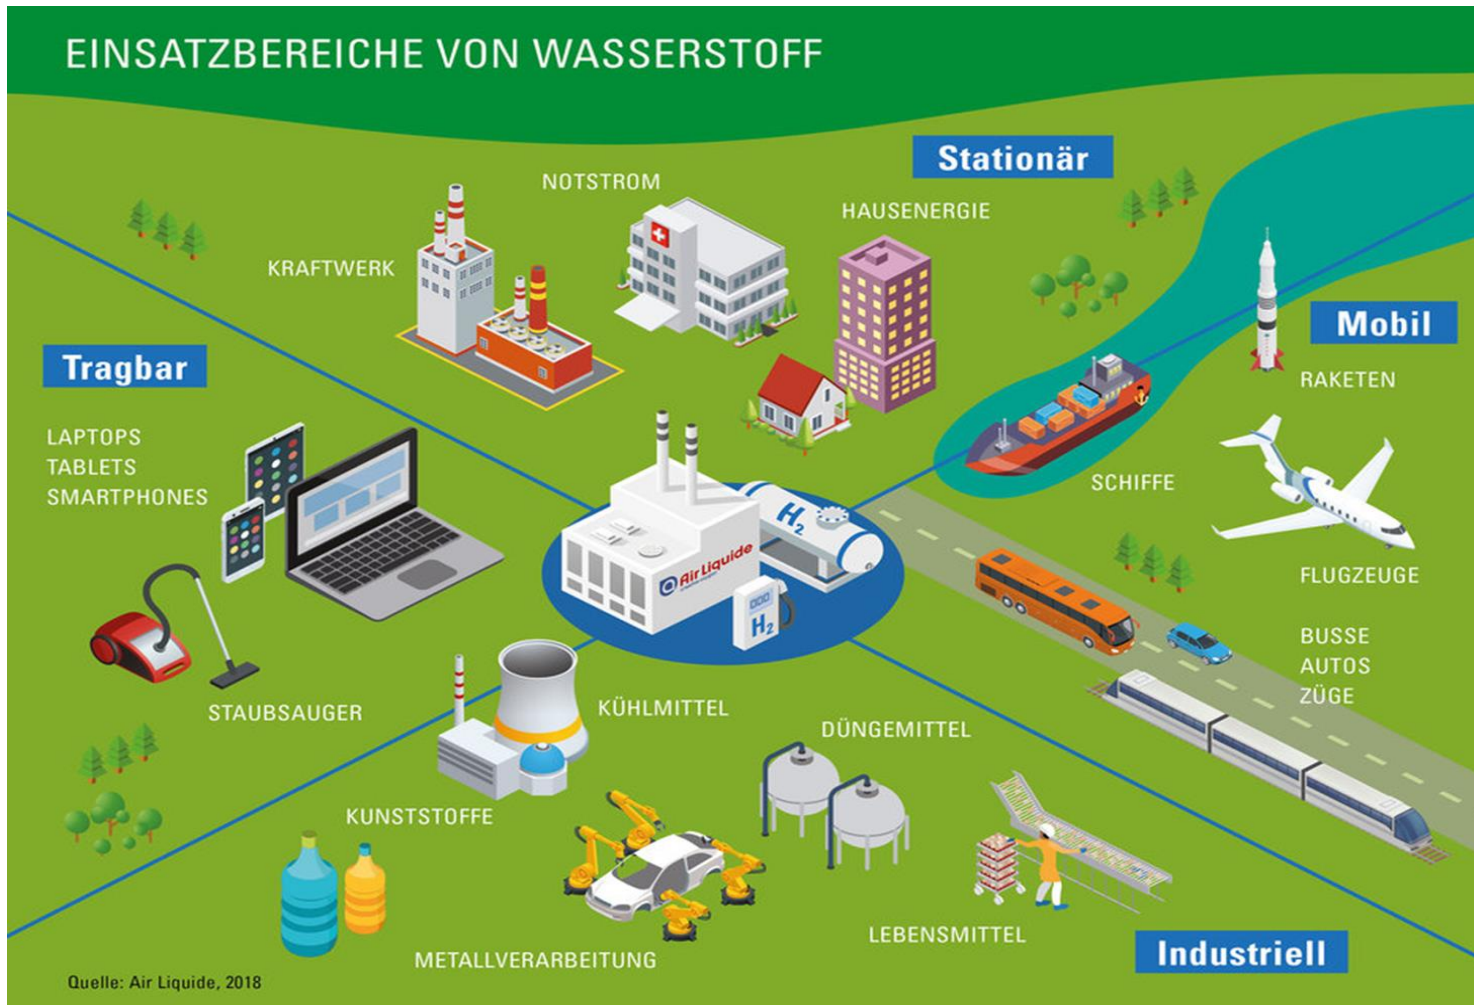 EINSATZBEREICHE VON WASSERSTOFF
Stationär
NOTSTROM
HAUSENERGIE
KRAFTWERK
Mobil
RAKETEN
SCHIFFE
FLUGZEUGE
BUSSE
AUTOS
ZÜGE
Tragbar
LAPTOPS
TABLETS
SMARTPHONES
STAUBSAUGER
H2
Air Liquide
H2
KÜHLMITTEL
DÜNGEMITTEL
KUNSTSTOFFE
METALLVERARBEITUNG
LEBENSMITTEL
Industriell
Quelle: Air Liquide, 2018